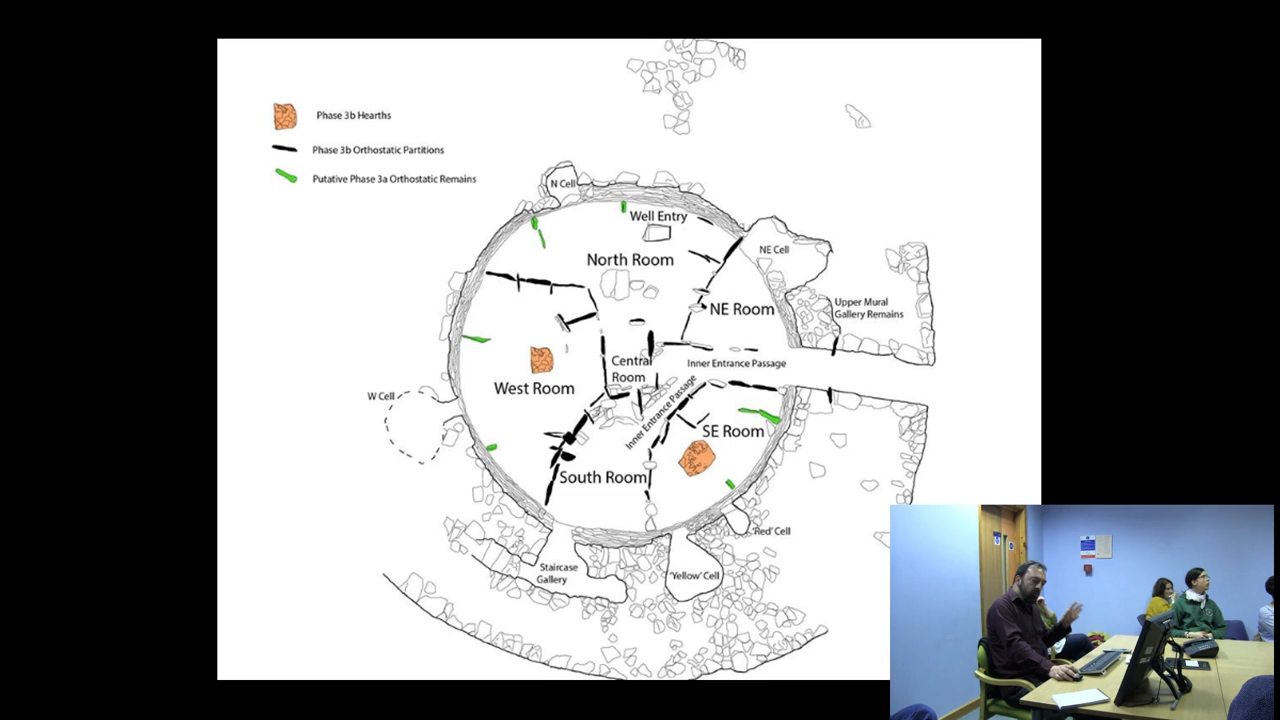 Phase 3b Hearths
Phase 3b Orthostatic Partitions
Putative Phase 3a Orthostatic Remains
N Cell
Well Entry
North Room
NE Cell
NE Room
Upper Mural
Gallery Remains
Central
Room
Inner Entrance Passage
West Room
W Cell
Inner Entrance Passage
SE Room
South Room
'Red' Cell
Staircase
Gallery
'Yellow' Cell